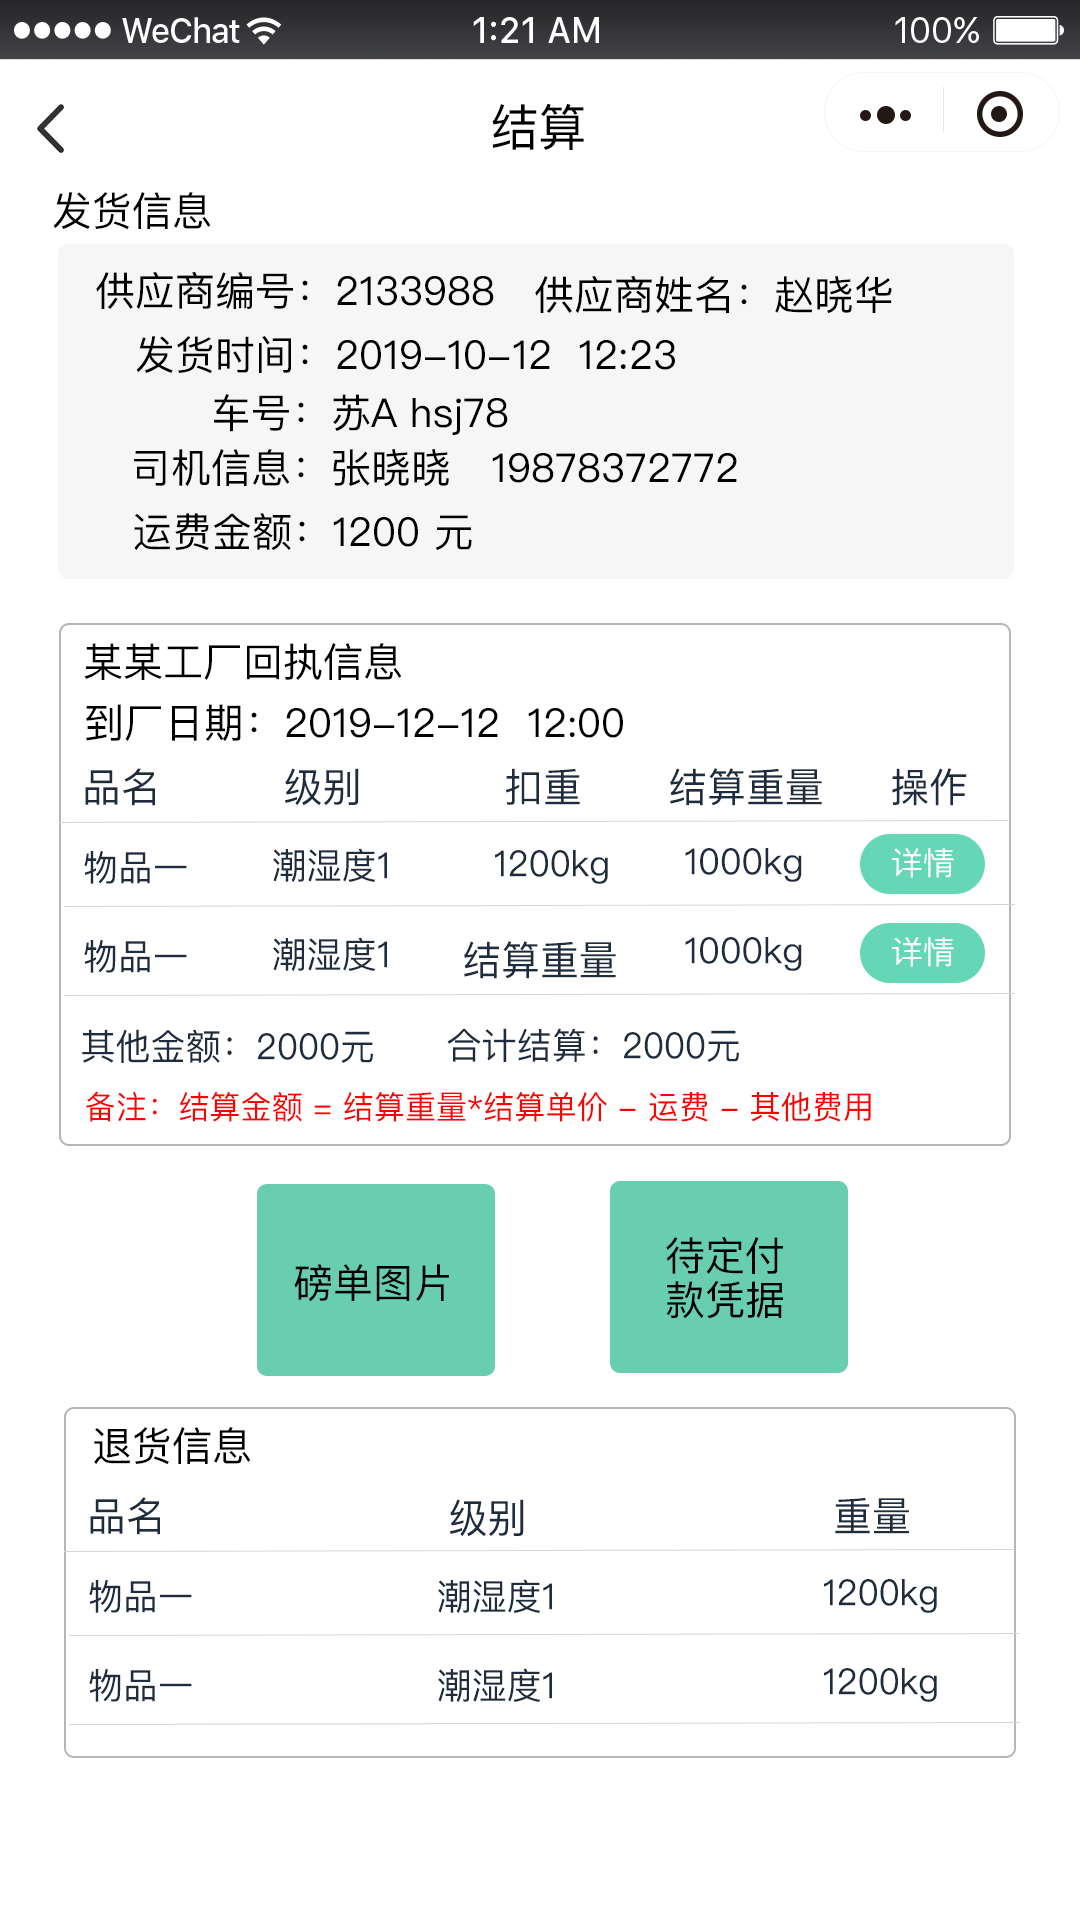 WeChat 1:21 AM 100%
结算
发货信息
供应商编号：2133988 供应商姓名：赵晓华
发货时间：2019-10-12 12:23
车号：苏A hsj78
司机信息：张晓晓 19878372772
运费金额：1200 元
某某工厂回执信息
到厂日期：2019-12-12 12:00
品名 级别 扣重 结算重量 操作
物品一 潮湿度1 1200kg 1000kg 详情
物品一 潮湿度1 结算重量 1000kg 详情
其他金额：2000元 合计结算：2000元
备注：结算金额 = 结算重量*结算单价 - 运费 - 其他费用
磅单图片
待定付
款凭据
退货信息
品名 级别 重量
物品一 潮湿度1 1200kg
物品一 潮湿度1 1200kg